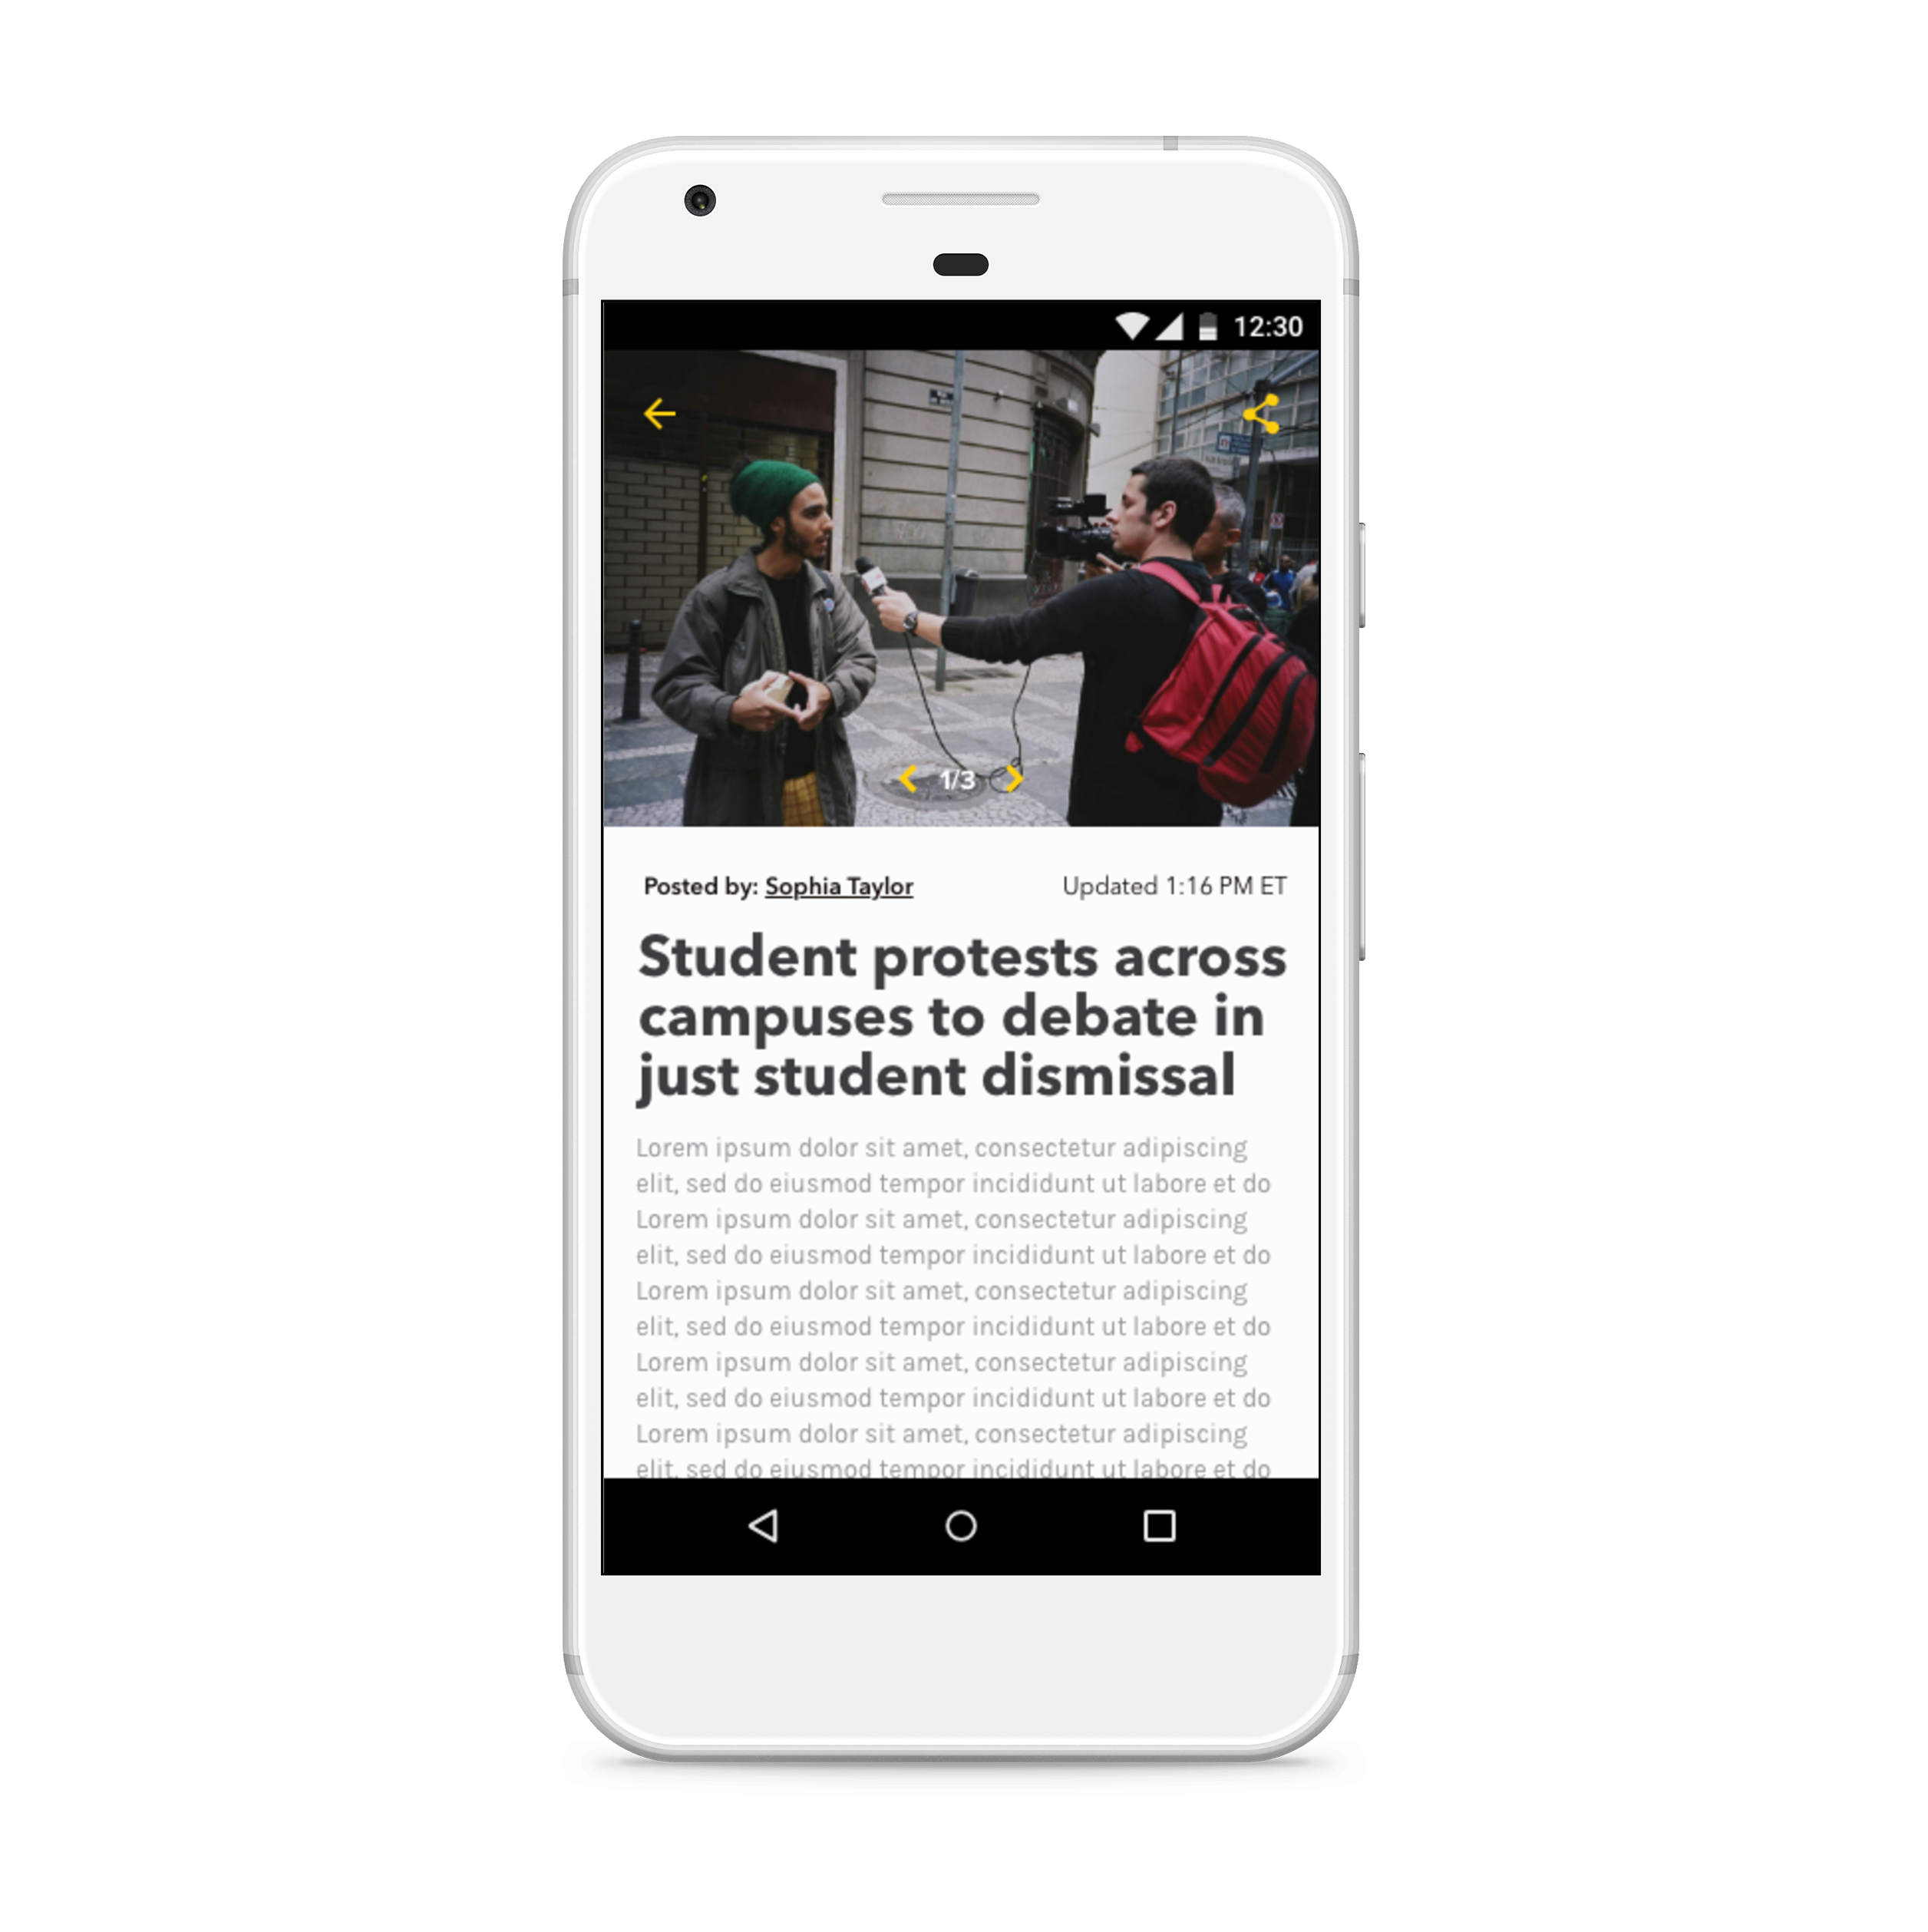 12:30
1/3
Posted by: Sophia Taylor
Updated 1:16 PM ET
Student protests across
campuses to debate in
just student dismissal
Lorem ipsum dolor sit amet, consectetur adipiscing
elit, sed do eiusmod tempor incididunt ut labore et do
Lorem ipsum dolor sit amet, consectetur adipiscing
elit, sed do eiusmod tempor incididunt ut labore et do
Lorem ipsum dolor sit amet, consectetur adipiscing
elit, sed do eiusmod tempor incididunt ut labore et do
Lorem ipsum dolor sit amet, consectetur adipiscing
elit, sed do eiusmod tempor incididunt ut labore et do
Lorem ipsum dolor sit amet, consectetur adipiscing
elit, sed do eiusmod tempor incididunt ut labore et do